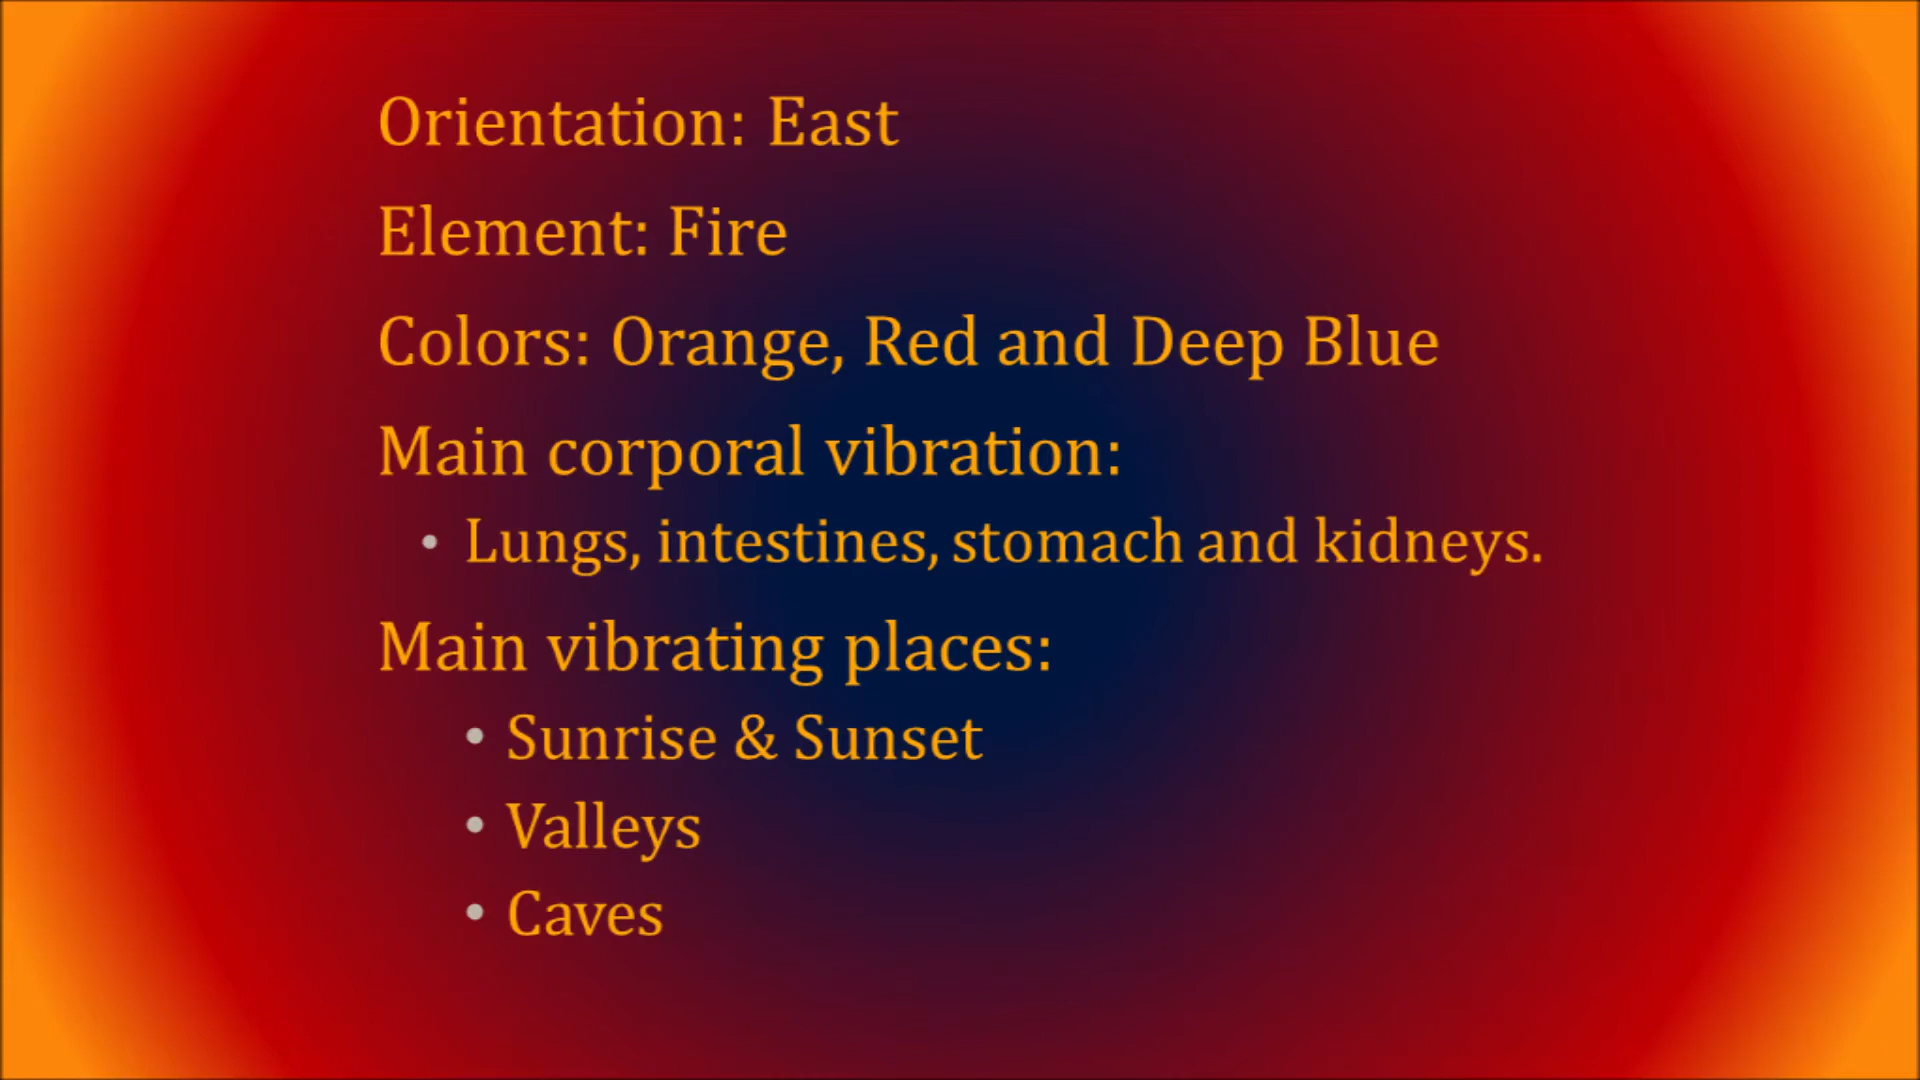 Orientation: East
Element: Fire
Colors: Orange, Red and Deep Blue
Main corporal vibration:
• Lungs, intestines, stomach and kidneys.
Main vibrating places:
• Sunrise & Sunset
• Valleys
• Caves